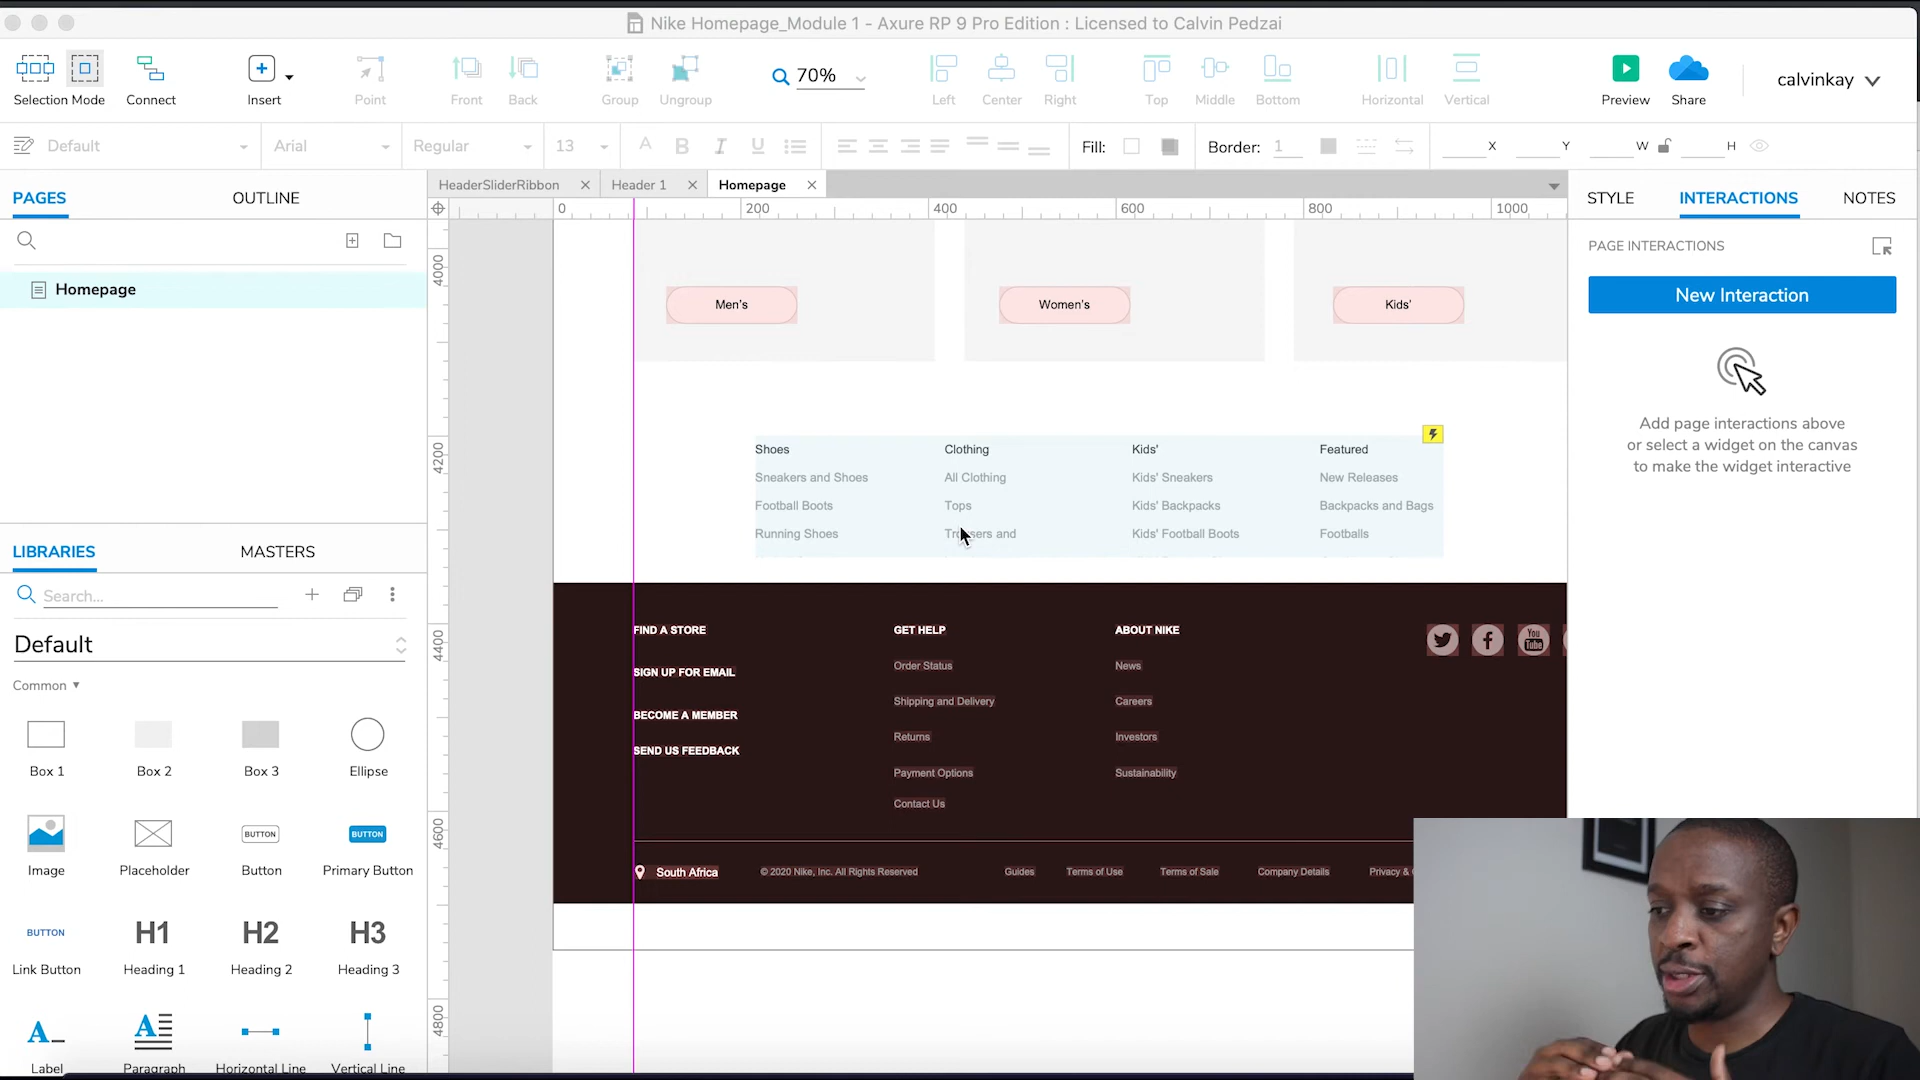 Nike Homepage_Module 1 - Axure RP 9 Pro Edition : Licensed to Calvin Pedzai
Selection Mode
Connect
Insert
Point
Front
Back
Group
Ungroup
70%
Left
Center
Right
Top
Middle
Bottom
Horizontal
Vertical
Preview
Share
calvinkay
Default
Arial
Regular
13
A B I U
Fill:
Border: 1
X
Y
W
H
PAGES
OUTLINE
HeaderSliderRibbon
Header 1
Homepage
STYLE
INTERACTIONS
NOTES
0
200
400
600
800
1000
4000
4200
4400
4600
4800
Homepage
PAGE INTERACTIONS
New Interaction
Add page interactions above
or select a widget on the canvas
to make the widget interactive
Men's
Women's
Kids'
Shoes
Clothing
Kids'
Featured
Sneakers and Shoes
All Clothing
Kids' Sneakers
New Releases
Football Boots
Tops
Kids' Backpacks
Backpacks and Bags
Running Shoes
Trousers and
Kids' Football Boots
Footballs
FIND A STORE
GET HELP
ABOUT NIKE
You
Tube
SIGN UP FOR EMAIL
Order Status
News
BECOME A MEMBER
Shipping and Delivery
Careers
SEND US FEEDBACK
Returns
Investors
Payment Options
Sustainability
Contact Us
South Africa
© 2020 Nike, Inc. All Rights Reserved
Guides
Terms of Use
Terms of Sale
Company Details
Privacy &
LIBRARIES
MASTERS
Search...
Default
Common
Box 1
Box 2
Box 3
Ellipse
BUTTON
BUTTON
Image
Placeholder
Button
Primary Button
BUTTON
H1
H2
H3
Link Button
Heading 1
Heading 2
Heading 3
A
A
Label
Paragraph
Horizontal Line
Vertical Line